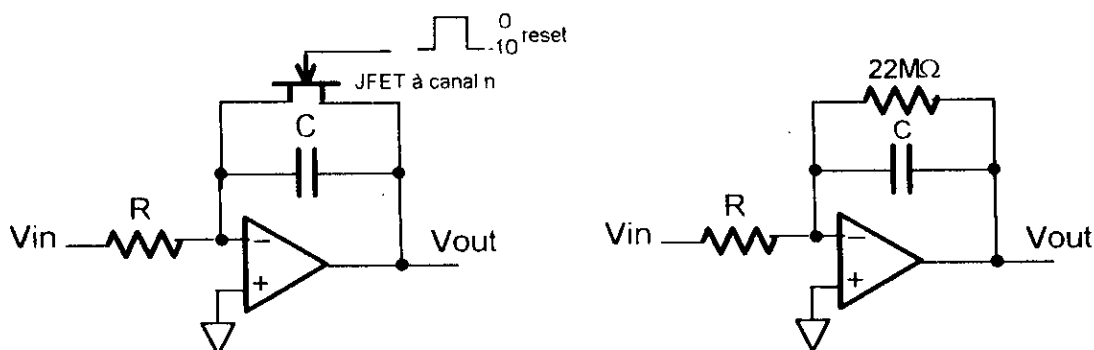 0
-10 reset
JFET à canal n
C
R
Vin
Vout
−
+
22MΩ
C
R
Vin
Vout
−
+